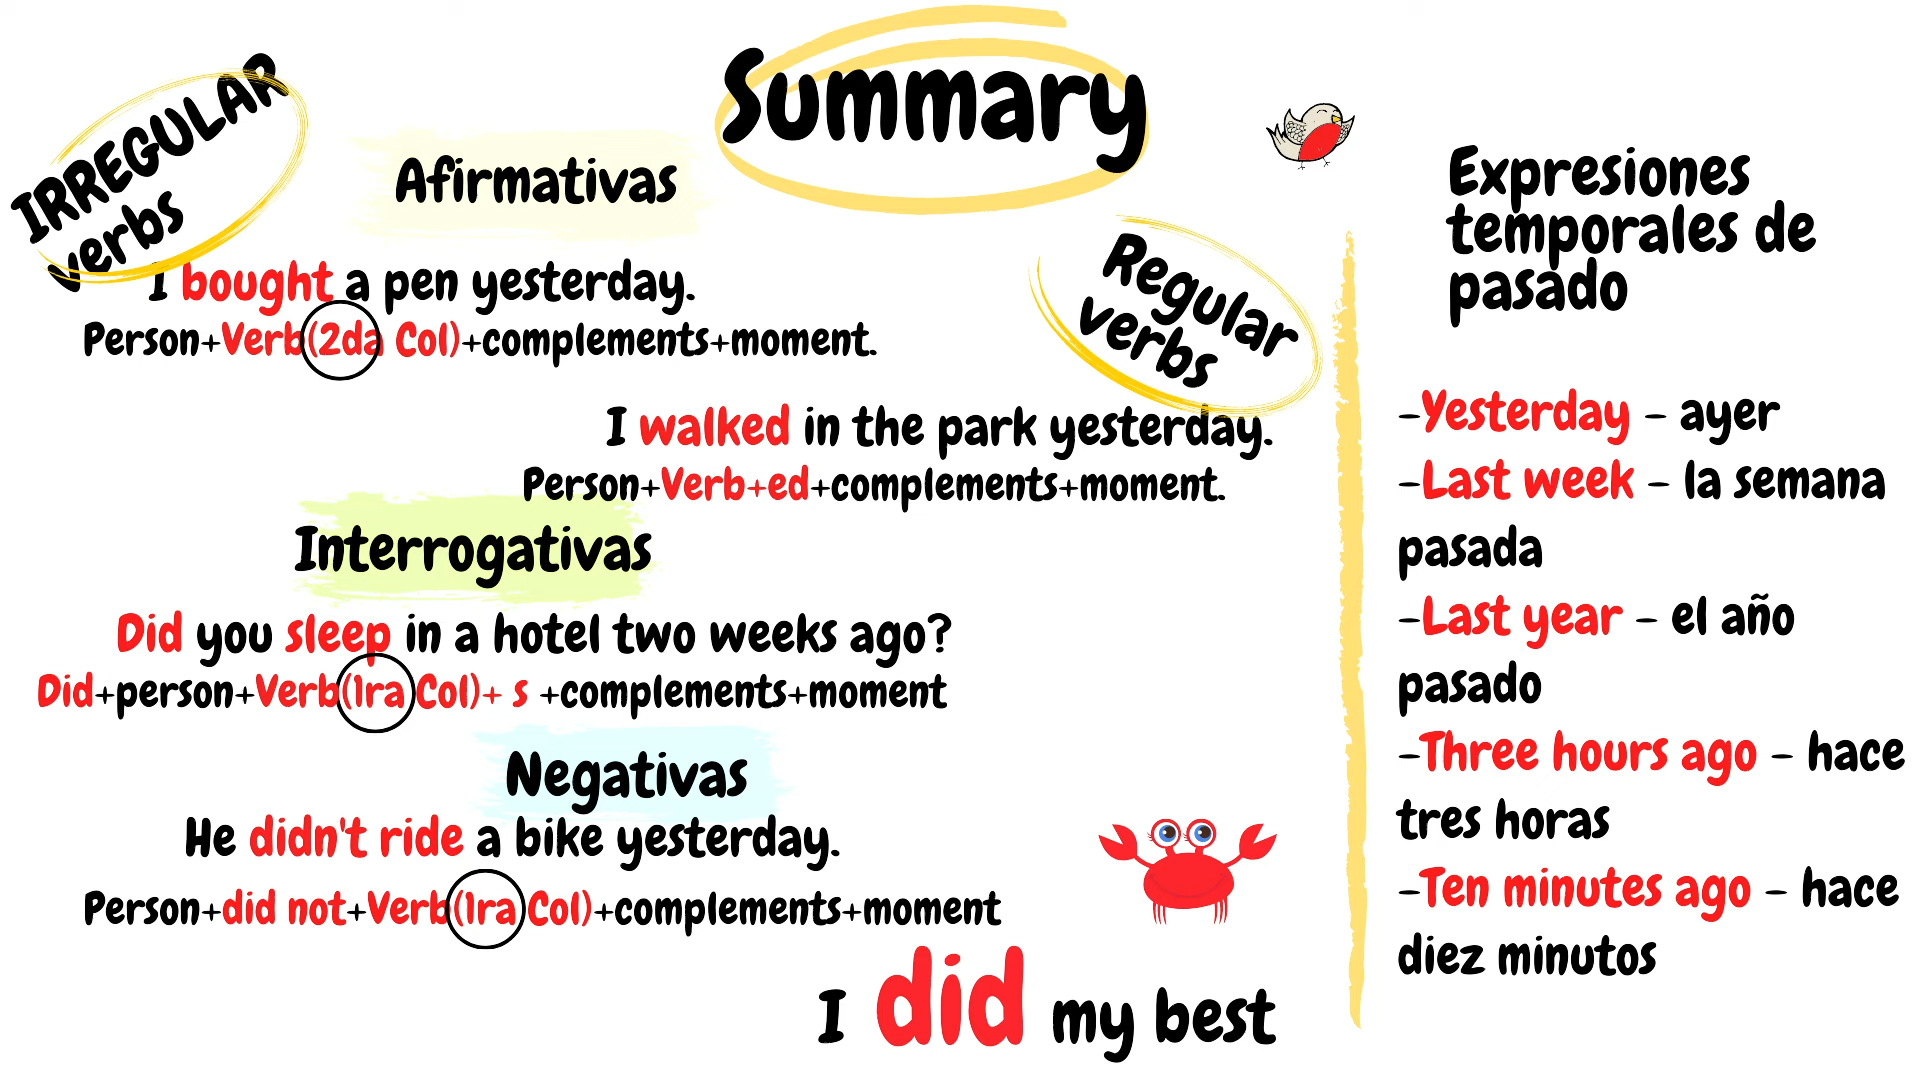 Summary
IRREGULAR
verbs
Afirmativas
I bought a pen yesterday.
Person+Verb(2da Col)+complements+moment.
Regular
verbs
I walked in the park yesterday.
Person+Verb+ed+complements+moment.
Interrogativas
Did you sleep in a hotel two weeks ago?
Did+person+Verb(1ra Col)+ s +complements+moment
Negativas
He didn't ride a bike yesterday.
Person+did not+Verb(1ra Col)+complements+moment
I did my best
Expresiones
temporales de
pasado
-Yesterday - ayer
-Last week - la semana
pasada
-Last year - el año
pasado
-Three hours ago - hace
tres horas
-Ten minutes ago - hace
diez minutos